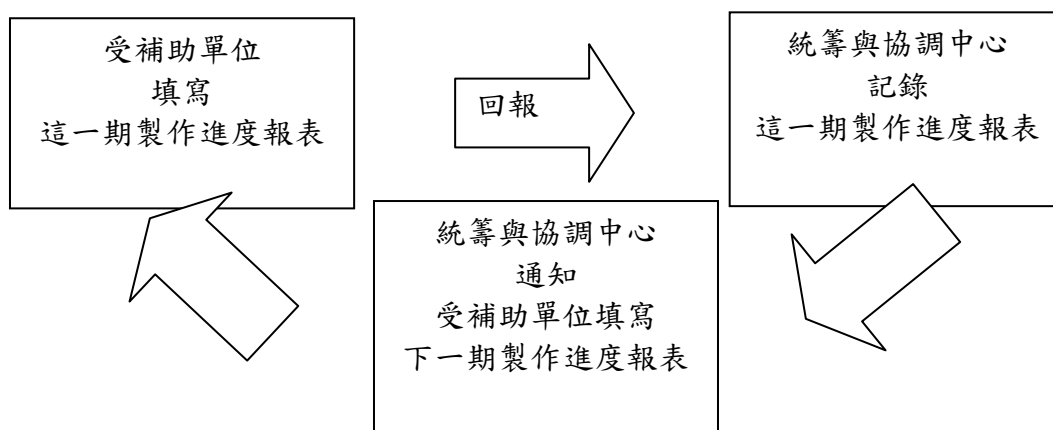 受補助單位
填寫
這一期製作進度報表
回報
統籌與協調中心
記錄
這一期製作進度報表
統籌與協調中心
通知
受補助單位填寫
下一期製作進度報表